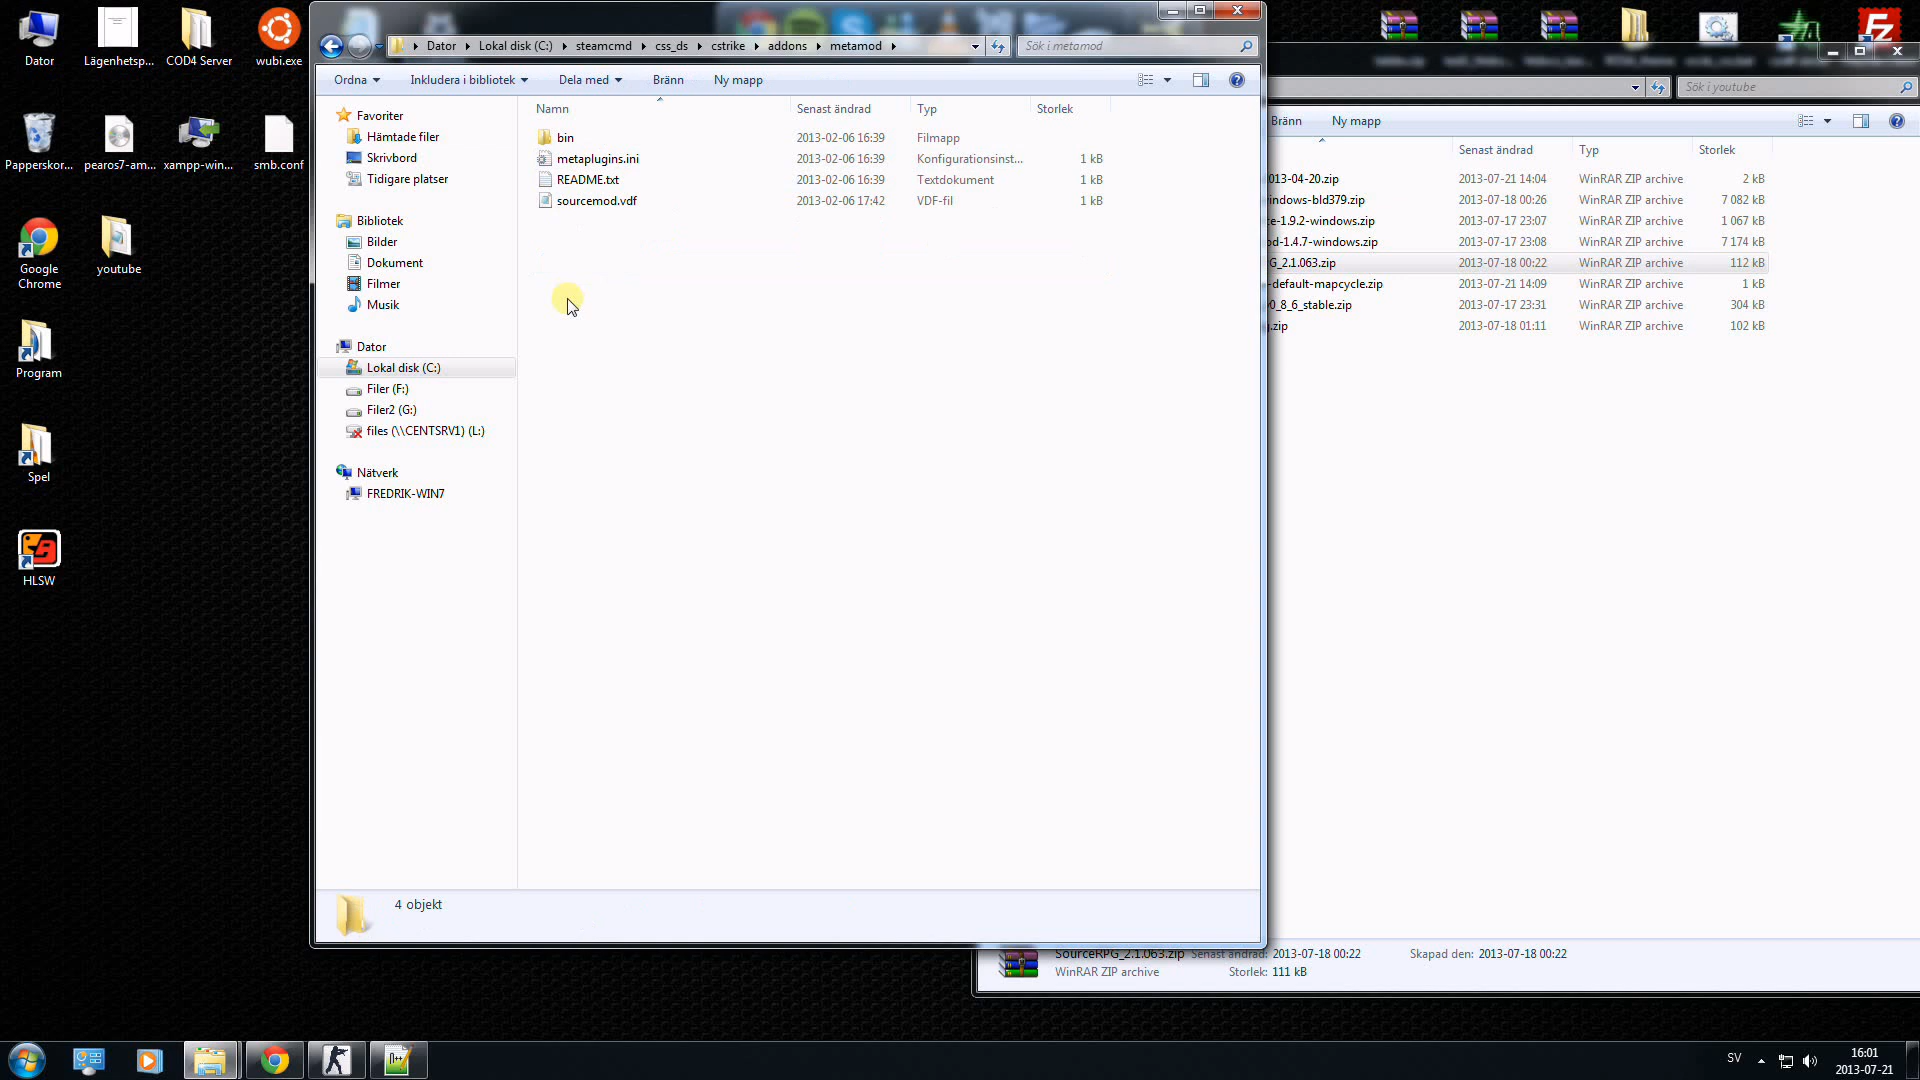 Dator
Lägenhetsp...
COD4 Server
wubi.exe
Papperskor...
pearos7-am...
xampp-win...
smb.conf
Google Chrome
youtube
Program
Spel
HLSW
Dator Lokal disk (C:) steamcmd css_ds cstrike addons metamod
Sök i metamod
Ordna Inkludera i bibliotek Dela med Bränn Ny mapp
Namn Senast ändrad Typ Storlek
bin 2013-02-06 16:39 Filmapp
metaplugins.ini 2013-02-06 16:39 Konfigurationsinst... 1 kB
README.txt 2013-02-06 16:39 Textdokument 1 kB
sourcemod.vdf 2013-02-06 17:42 VDF-fil 1 kB
Favoriter
Hämtade filer
Skrivbord
Tidigare platser
Bibliotek
Bilder
Dokument
Filmer
Musik
Dator
Lokal disk (C:)
Filer (F:)
Filer2 (G:)
files (\\CENTSRV1) (L:)
Nätverk
FREDRIK-WIN7
4 objekt
Sök i youtube
Bränn Ny mapp
Senast ändrad Typ Storlek
013-04-20.zip 2013-07-21 14:04 WinRAR ZIP archive 2 kB
indows-bld379.zip 2013-07-18 00:26 WinRAR ZIP archive 7 082 kB
ce-1.9.2-windows.zip 2013-07-17 23:07 WinRAR ZIP archive 1 067 kB
od-1.4.7-windows.zip 2013-07-17 23:08 WinRAR ZIP archive 7 174 kB
G_2.1.063.zip 2013-07-18 00:22 WinRAR ZIP archive 112 kB
-default-mapcycle.zip 2013-07-21 14:09 WinRAR ZIP archive 1 kB
0_8_6_stable.zip 2013-07-17 23:31 WinRAR ZIP archive 304 kB
g.zip 2013-07-18 01:11 WinRAR ZIP archive 102 kB
SourceRPG_2.1.063.zip Senast ändrad: 2013-07-18 00:22 Skapad den: 2013-07-18 00:22
WinRAR ZIP archive Storlek: 111 kB
SV
16:01
2013-07-21